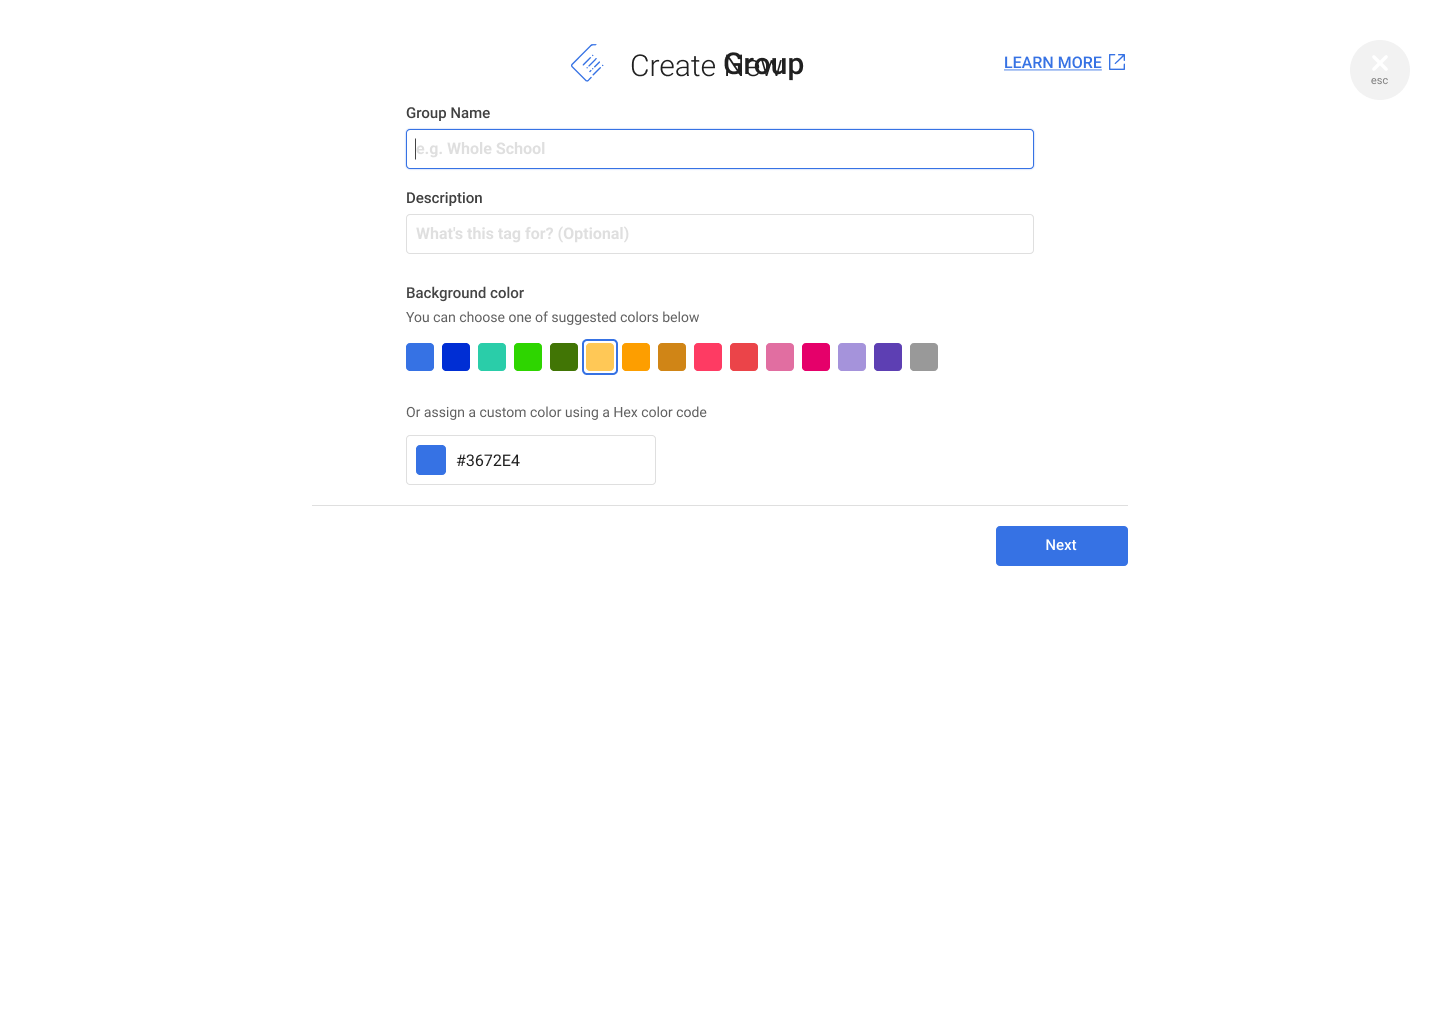 Create New Group
LEARN MORE
esc
Group Name
e.g. Whole School
Description
What's this tag for? (Optional)
Background color
You can choose one of suggested colors below
Or assign a custom color using a Hex color code
#3672E4
Next